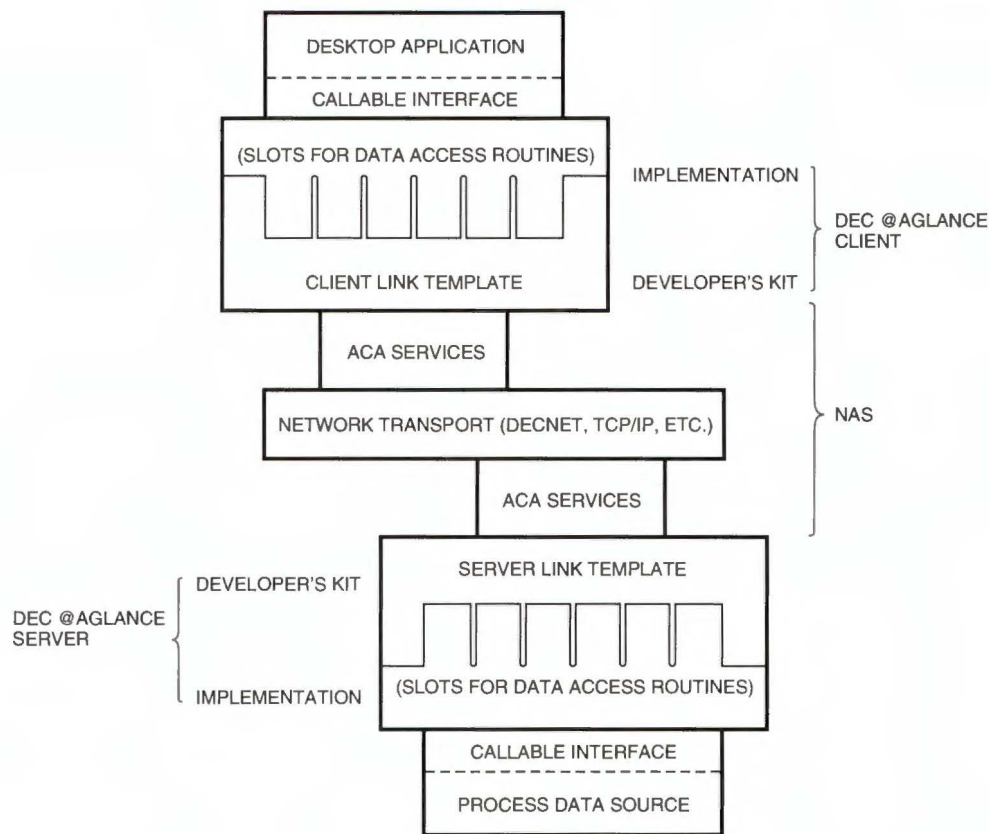 DESKTOP APPLICATION
CALLABLE INTERFACE
(SLOTS FOR DATA ACCESS ROUTINES)
IMPLEMENTATION
DEC @AGLANCE
CLIENT
CLIENT LINK TEMPLATE
DEVELOPER'S KIT
ACA SERVICES
NETWORK TRANSPORT (DECNET, TCP/IP, ETC.)
NAS
ACA SERVICES
SERVER LINK TEMPLATE
DEVELOPER'S KIT
DEC @AGLANCE
SERVER
IMPLEMENTATION
(SLOTS FOR DATA ACCESS ROUTINES)
CALLABLE INTERFACE
PROCESS DATA SOURCE